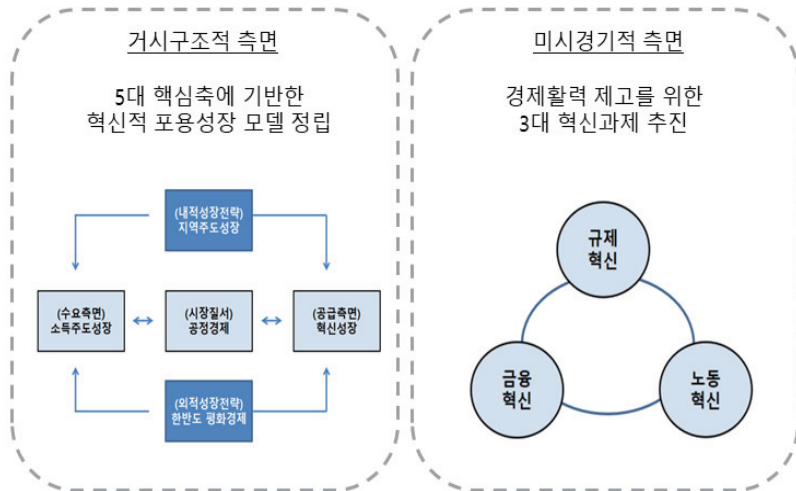 거시구조적 측면
5대 핵심축에 기반한
혁신적 포용성장 모델 정립
(내적성장전략)
지역주도성장
(수요측면)
소득주도성장
(시장질서)
공정경제
(공급측면)
혁신성장
(외적성장전략)
한반도 평화경제
미시경기적 측면
경제활력 제고를 위한
3대 혁신과제 추진
규제
혁신
금융
혁신
노동
혁신